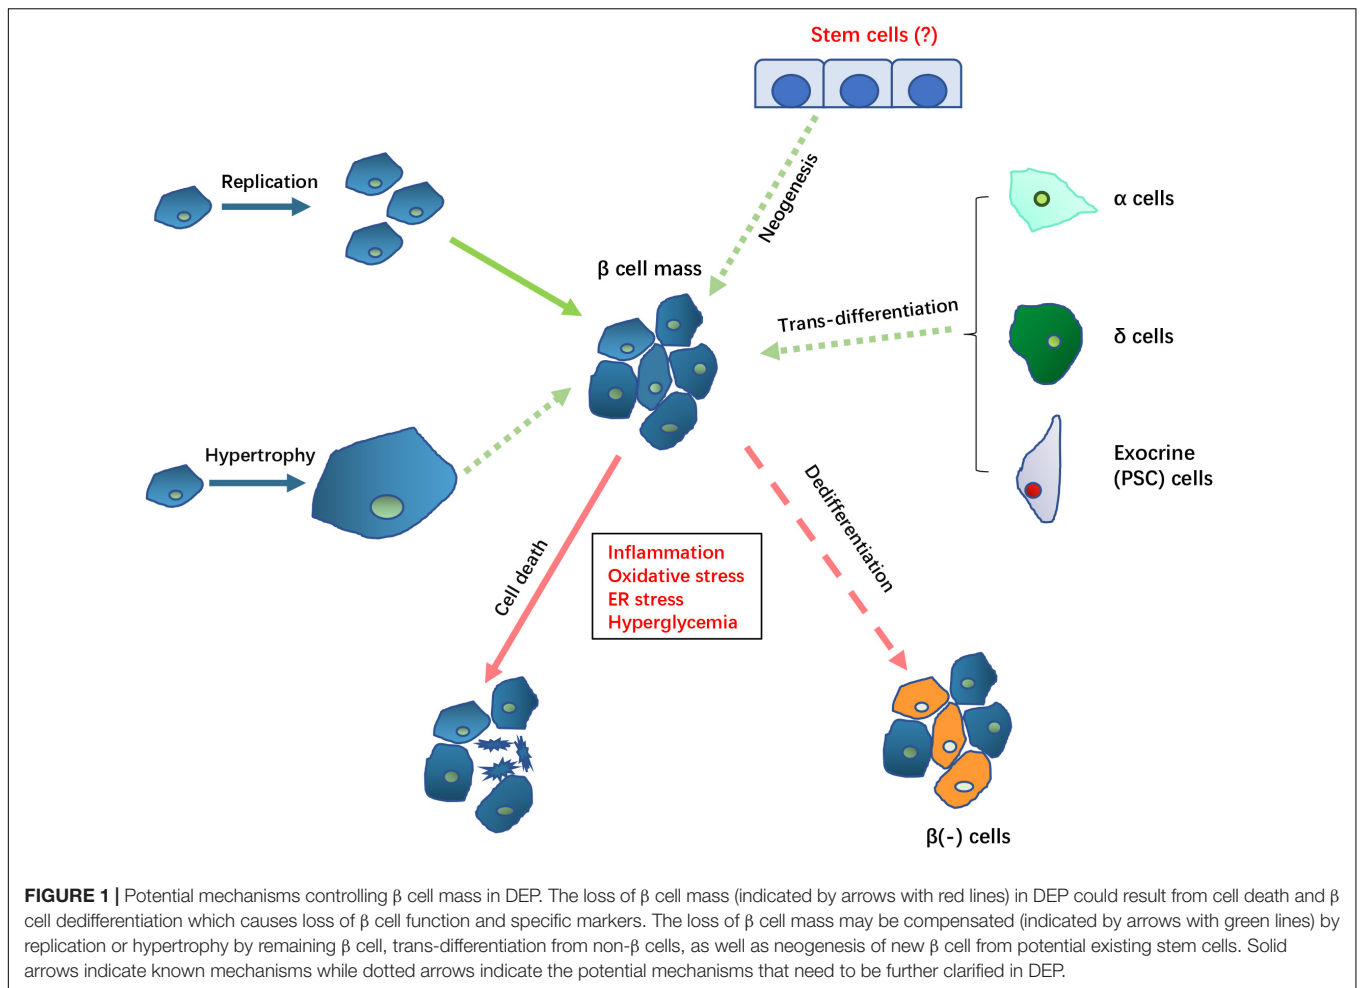 Stem cells (?)
Replication
Neogenesis
α cells
β cell mass
Trans-differentiation
δ cells
Hypertrophy
Exocrine
(PSC) cells
Cell death
Inflammation
Oxidative stress
ER stress
Hyperglycemia
Dedifferentiation
β(-) cells
FIGURE 1 | Potential mechanisms controlling β cell mass in DEP. The loss of β cell mass (indicated by arrows with red lines) in DEP could result from cell death and β
cell dedifferentiation which causes loss of β cell function and specific markers. The loss of β cell mass may be compensated (indicated by arrows with green lines) by
replication or hypertrophy by remaining β cell, trans-differentiation from non-β cells, as well as neogenesis of new β cell from potential existing stem cells. Solid
arrows indicate known mechanisms while dotted arrows indicate the potential mechanisms that need to be further clarified in DEP.